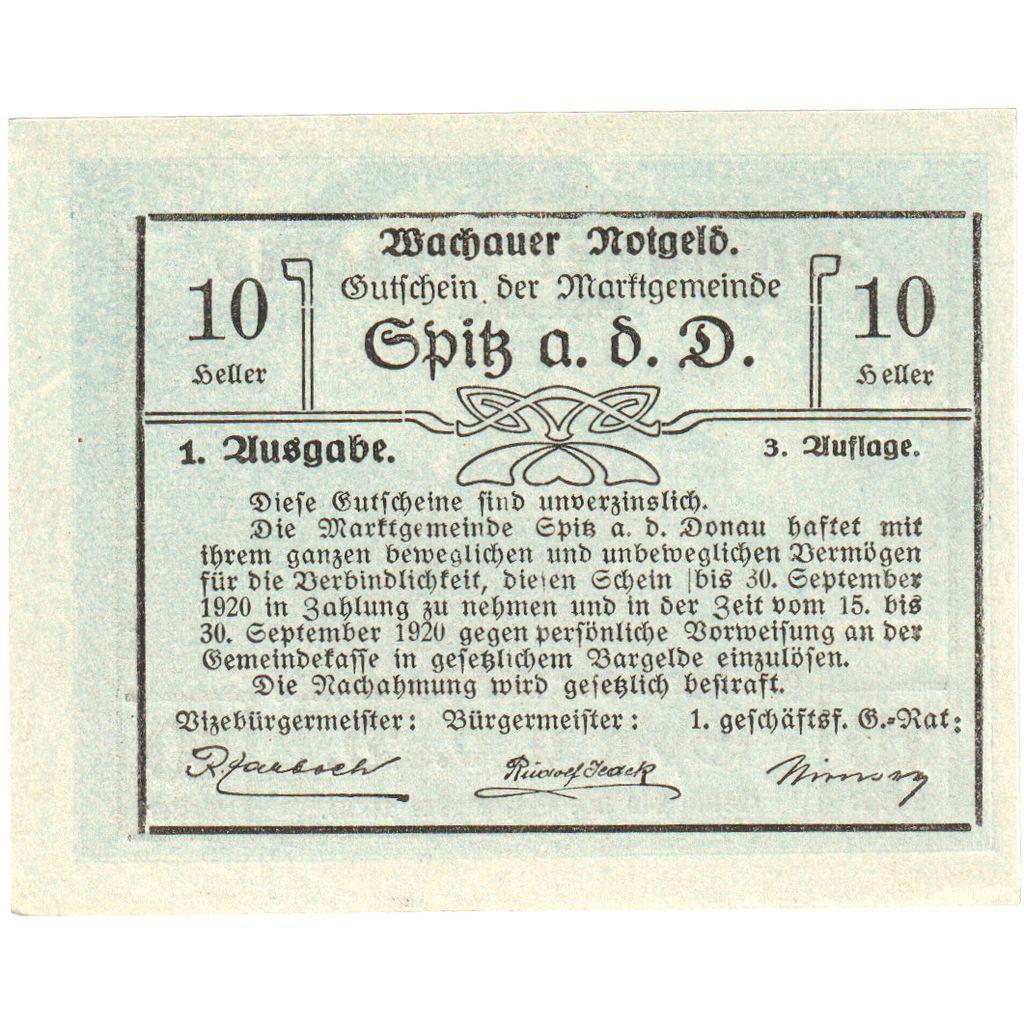 Wachauer Notgeld.
10 Heller
Gutschein der Marktgemeinde
10 Heller
Spitz a. d. D.
1. Ausgabe.
3. Auflage.
Diese Gutscheine sind unverzinslich.
Die Marktgemeinde Spitz a. d. Donau haftet mit
ihrem ganzen beweglichen und unbeweglichen Vermögen
für die Verbindlichkeit, diesen Schein bis 30. September
1920 in Zahlung zu nehmen und in der Zeit vom 15. bis
30. September 1920 gegen persönliche Vorweisung an der
Gemeindekasse in gesetzlichem Bargelde einzulösen.
Die Nachahmung wird gesetzlich bestraft.
Vizebürgermeister: Bürgermeister: 1. geschäftsf. G.-Rat:
Rudolf